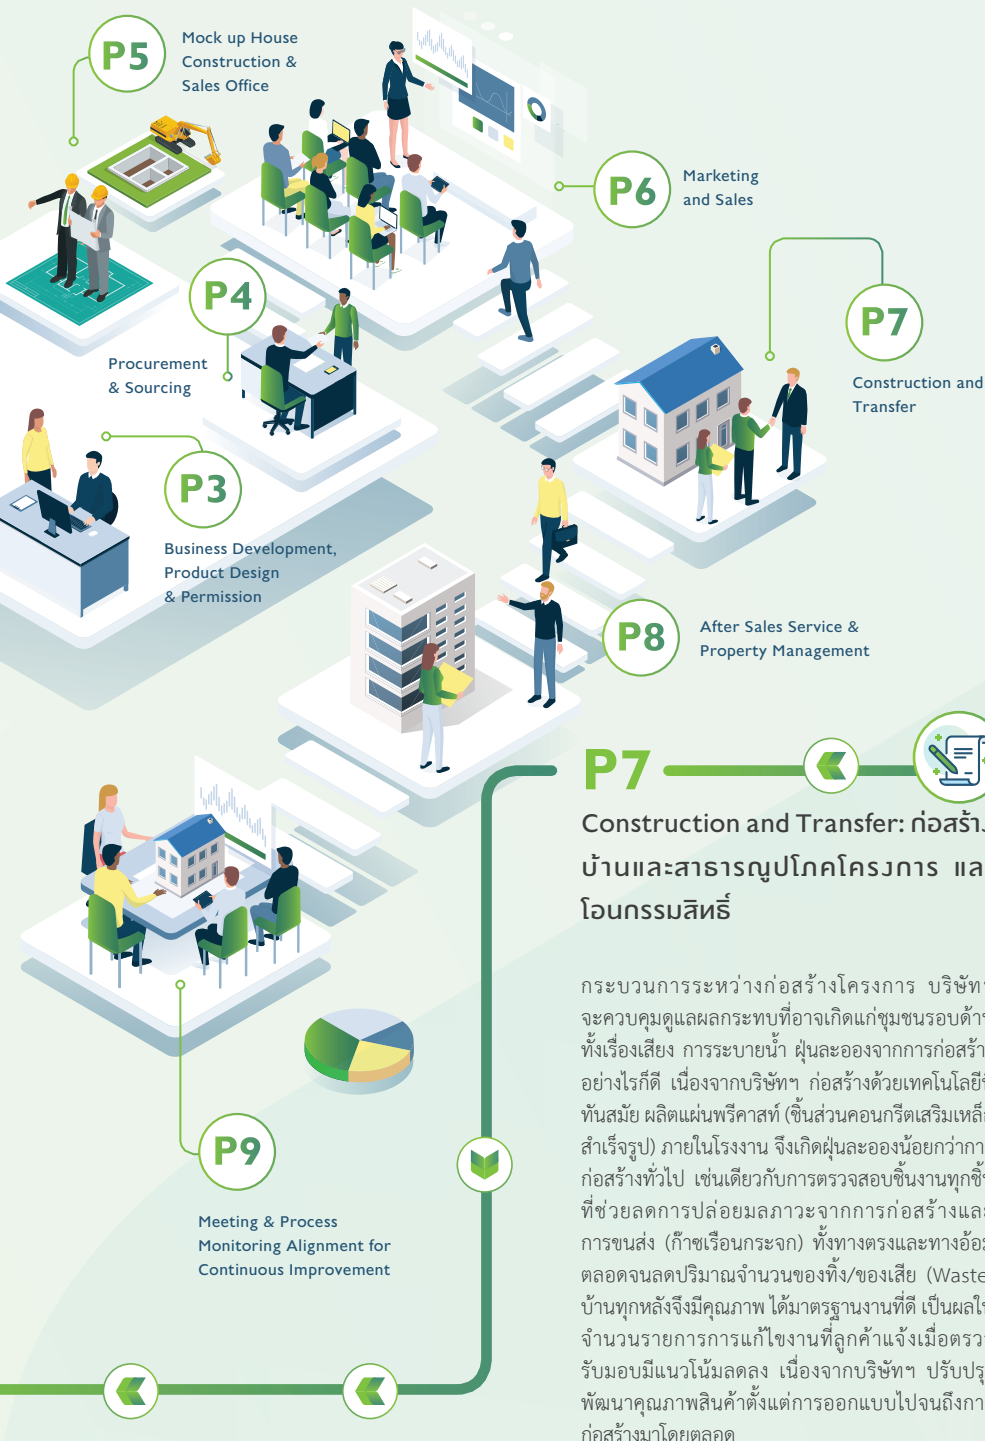 P5
Mock up House
Construction &
Sales Office
P6
Marketing
and Sales
P4
Procurement
& Sourcing
P7
Construction and
Transfer
P3
Business Development,
Product Design
& Permission
P8
After Sales Service &
Property Management
P9
Meeting & Process
Monitoring Alignment for
Continuous Improvement
P7
Construction and Transfer: ก่อสร้าง
บ้านและสาธารณูปโภคโครงการ
โอนกรรมสิทธิ์
กระบวนการระหว่างก่อสร้างโครงการ บริษัทฯ
จะควบคุมดูแลผลกระทบที่อาจเกิดแก่ชุมชนรอบด้าน
ทั้งเรื่องเสียง การระบายน้ำ ฝุ่นละอองจากการก่อสร้าง
อย่างไรก็ดี เนื่องจากบริษัทฯ ก่อสร้างด้วยเทคโนโลยี
ทันสมัย ผลิตแผ่นพรีคาสท์ (ชิ้นส่วนคอนกรีตเสริมเหล็ก
สำเร็จรูป) ภายในโรงงาน จึงเกิดฝุ่นละอองน้อยกว่า
ก่อสร้างทั่วไป เช่นเดียวกับการตรวจสอบชิ้นงานทุกชิ้น
ที่ช่วยลดการปล่อยมลภาวะจากการก่อสร้าง
การขนส่ง (ก๊าซเรือนกระจก) ทั้งทางตรงและทางอ้อม
ตลอดจนลดปริมาณจำนวนของทิ้ง/ของเสีย (Waste
บ้านทุกหลังจึงมีคุณภาพ ได้มาตรฐานงานที่ดี เป็นผล
จำนวนรายการการแก้ไขงานที่ลูกค้าแจ้งเมื่อตรวจ
รับมอบมีแนวโน้มลดลง เนื่องจากบริษัทฯ ปรับปรุง
พัฒนาคุณภาพสินค้าตั้งแต่การออกแบบไปจนถึง
ก่อสร้างมาโดยตลอด